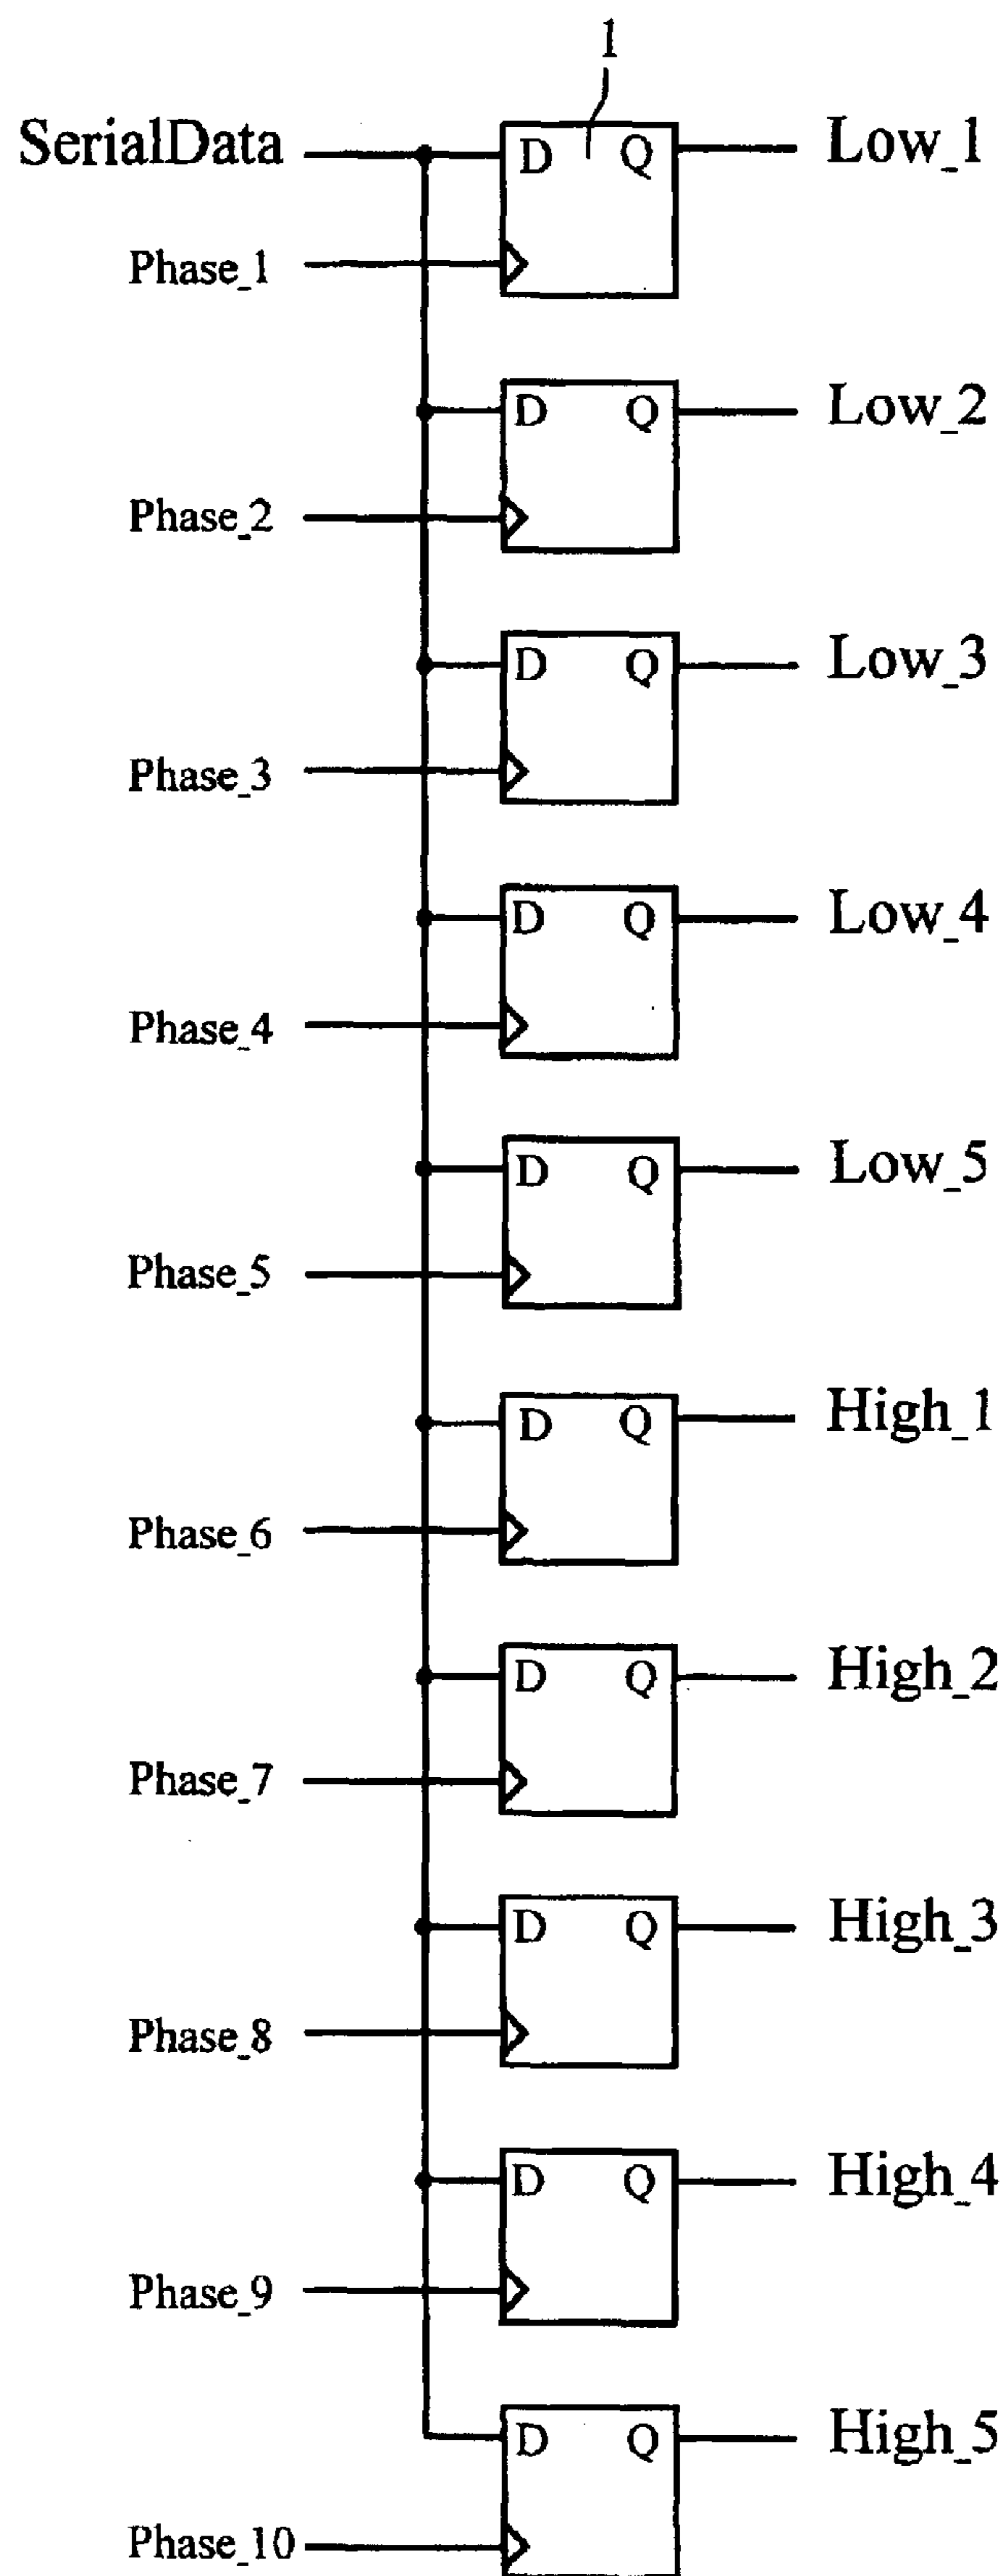 1
SerialData D Q Low_1
Phase_1
D Q Low_2
Phase_2
D Q Low_3
Phase_3
D Q Low_4
Phase_4
D Q Low_5
Phase_5
D Q High_1
Phase_6
D Q High_2
Phase_7
D Q High_3
Phase_8
D Q High_4
Phase_9
D Q High_5
Phase_10